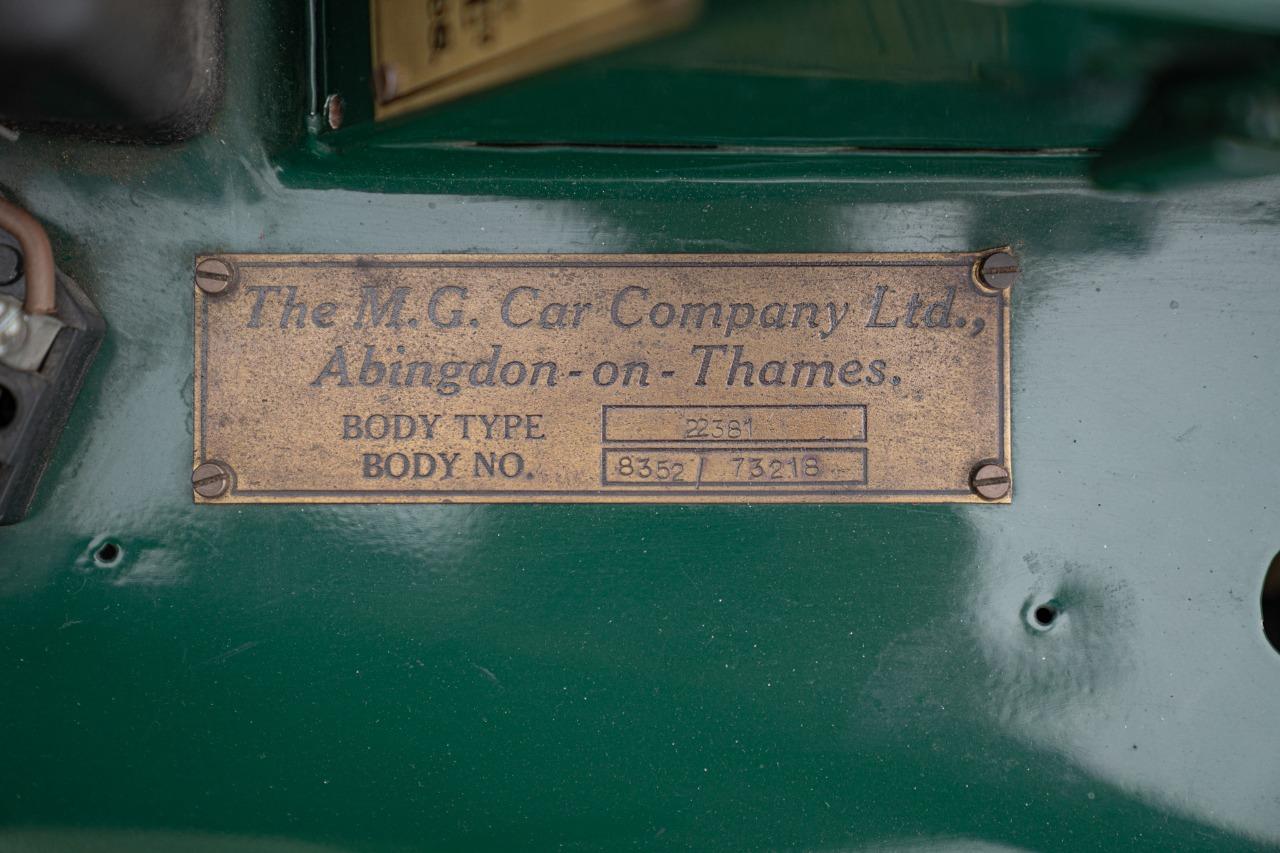 The M.G. Car Company Ltd.,
Abingdon-on-Thames.
BODY TYPE 22381
BODY NO. 8352 / 73218